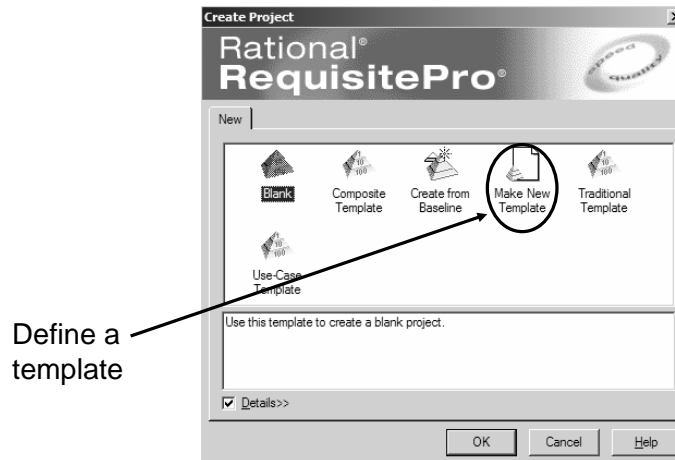 Create Project
Rational®
RequisitePro®
speed
quality
New
Blank
Composite
Template
Create from
Baseline
Make New
Template
Traditional
Template
Use-Case
Template
Use this template to create a blank project.
Define a
template
Details>>
OK
Cancel
Help